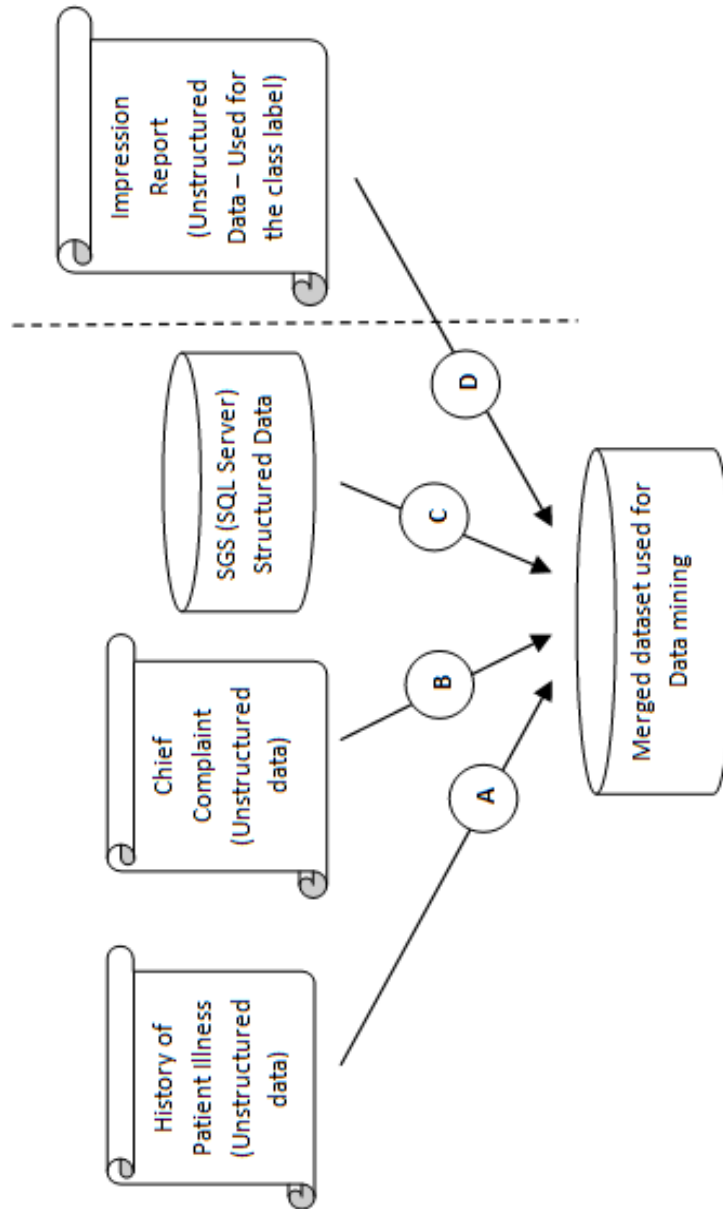 History of
Patient Illness
(Unstructured
data)
Chief
Complaint
(Unstructured
data)
SGS (SQL Server)
Structured Data
Impression
Report
(Unstructured
Data – Used for
the class label)
A
B
C
D
Merged dataset used for
Data mining